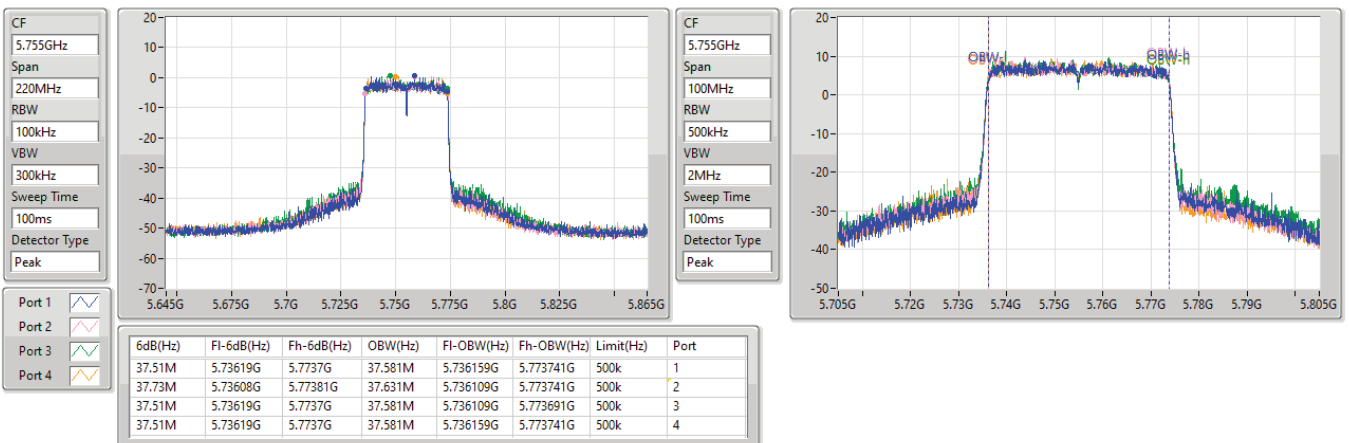 CF
5.755GHz
Span
220MHz
RBW
100kHz
VBW
300kHz
Sweep Time
100ms
Detector Type
Peak
20
10
0
-10
-20
-30
-40
-50
-60
-70
5.645G 5.675G 5.7G 5.725G 5.75G 5.775G 5.8G 5.825G 5.865G
CF
5.755GHz
Span
100MHz
RBW
500kHz
VBW
2MHz
Sweep Time
100ms
Detector Type
Peak
20
10
0
-10
-20
-30
-40
-50
OBW-l OBW-h
5.705G 5.72G 5.73G 5.74G 5.75G 5.76G 5.77G 5.78G 5.79G 5.805G
Port 1
Port 2
Port 3
Port 4
6dB(Hz) Fl-6dB(Hz) Fh-6dB(Hz) OBW(Hz) Fl-OBW(Hz) Fh-OBW(Hz) Limit(Hz) Port
37.51M 5.73619G 5.7737G 37.581M 5.736159G 5.773741G 500k 1
37.73M 5.73608G 5.77381G 37.631M 5.736109G 5.773741G 500k 2
37.51M 5.73619G 5.7737G 37.581M 5.736109G 5.773691G 500k 3
37.51M 5.73619G 5.7737G 37.581M 5.736159G 5.773741G 500k 4